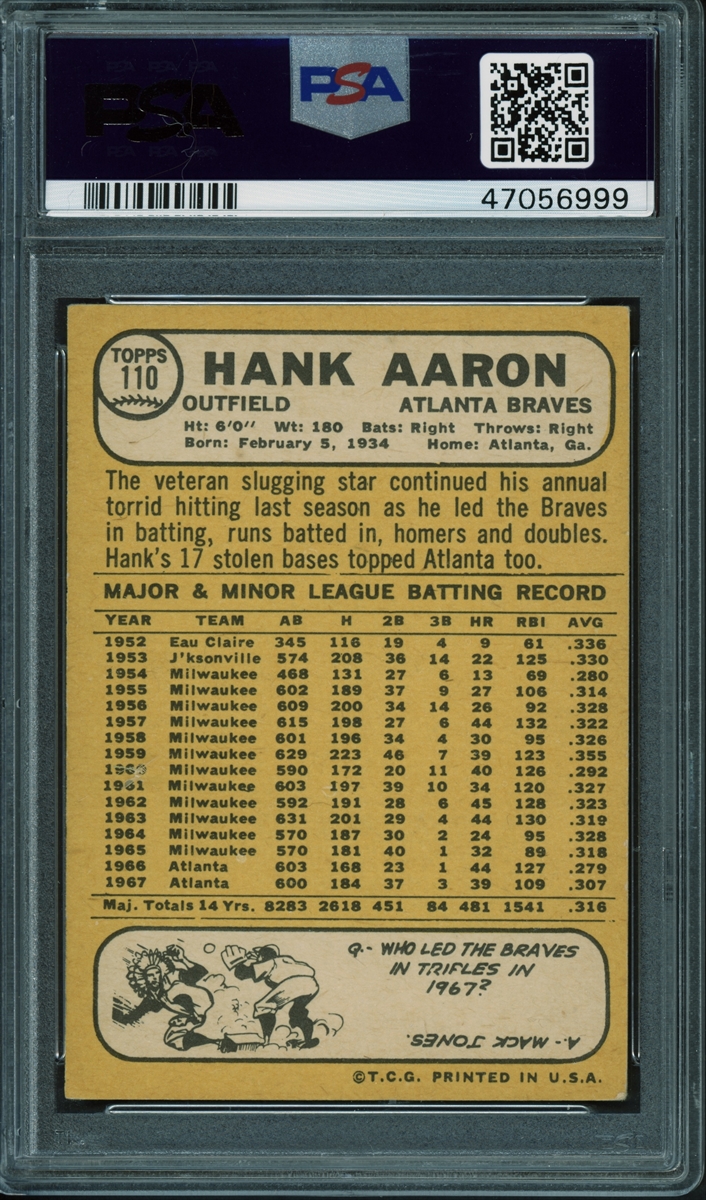 PSA PSA PSA
PSA
PSA PSA PSA
PSA
47056999
TOPPS
110
HANK AARON
OUTFIELD ATLANTA BRAVES
Ht: 6'0" Wt: 180 Bats: Right Throws: Right
Born: February 5, 1934 Home: Atlanta, Ga.
The veteran slugging star continued his annual
torrid hitting last season as he led the Braves
in batting, runs batted in, homers and doubles.
Hank's 17 stolen bases topped Atlanta too.
MAJOR & MINOR LEAGUE BATTING RECORD
YEAR TEAM AB H 2B 3B HR RBI AVG
1952 Eau Claire 345 116 19 4 9 61 .336
1953 J'ksonville 574 208 36 14 22 125 .330
1954 Milwaukee 468 131 27 6 13 69 .280
1955 Milwaukee 602 189 37 9 27 106 .314
1956 Milwaukee 609 200 34 14 26 92 .328
1957 Milwaukee 615 198 27 6 44 132 .322
1958 Milwaukee 601 196 34 4 30 95 .326
1959 Milwaukee 629 223 46 7 39 123 .355
1960 Milwaukee 590 172 20 11 40 126 .292
1961 Milwaukee 603 197 39 10 34 120 .327
1962 Milwaukee 592 191 28 6 45 128 .323
1963 Milwaukee 631 201 29 4 44 130 .319
1964 Milwaukee 570 187 30 2 24 95 .328
1965 Milwaukee 570 181 40 1 32 89 .318
1966 Atlanta 603 168 23 1 44 127 .279
1967 Atlanta 600 184 37 3 39 109 .307
Maj. Totals 14 Yrs. 8283 2618 451 84 481 1541 .316
Q.- WHO LED THE BRAVES
IN TRIPLES IN
1967?
A.- MACK JONES.
©T.C.G. PRINTED IN U.S.A.